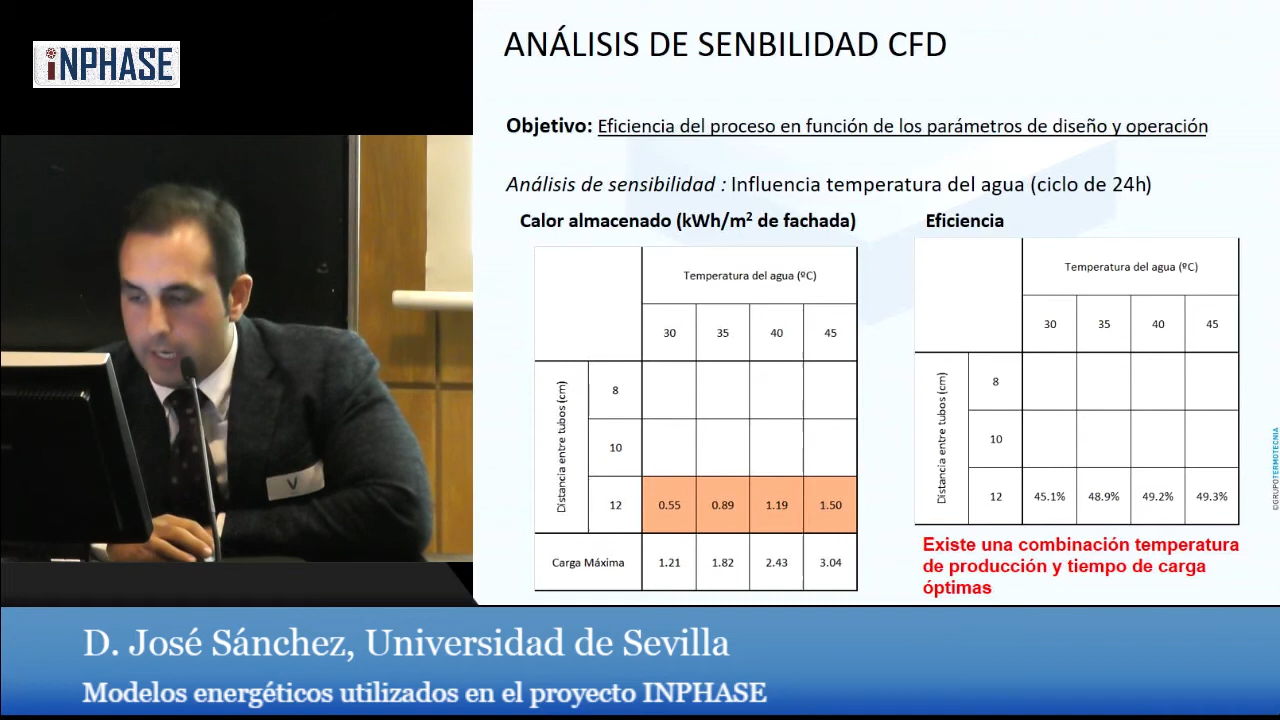 iNPHASE
ANÁLISIS DE SENBILIDAD CFD
Objetivo: Eficiencia del proceso en función de los parámetros de diseño y operación
Análisis de sensibilidad : Influencia temperatura del agua (ciclo de 24h)
Calor almacenado (kWh/m² de fachada)
Temperatura del agua (ºC)
30 35 40 45
Distancia entre tubos (cm)
8
10
12 0.55 0.89 1.19 1.50
Carga Máxima 1.21 1.82 2.43 3.04
Eficiencia
Temperatura del agua (ºC)
30 35 40 45
Distancia entre tubos (cm)
8
10
12 45.1% 48.9% 49.2% 49.3%
Existe una combinación temperatura
de producción y tiempo de carga
óptimas
©GRUPOTERMOTECNIA
V
D. José Sánchez, Universidad de Sevilla
Modelos energéticos utilizados en el proyecto INPHASE